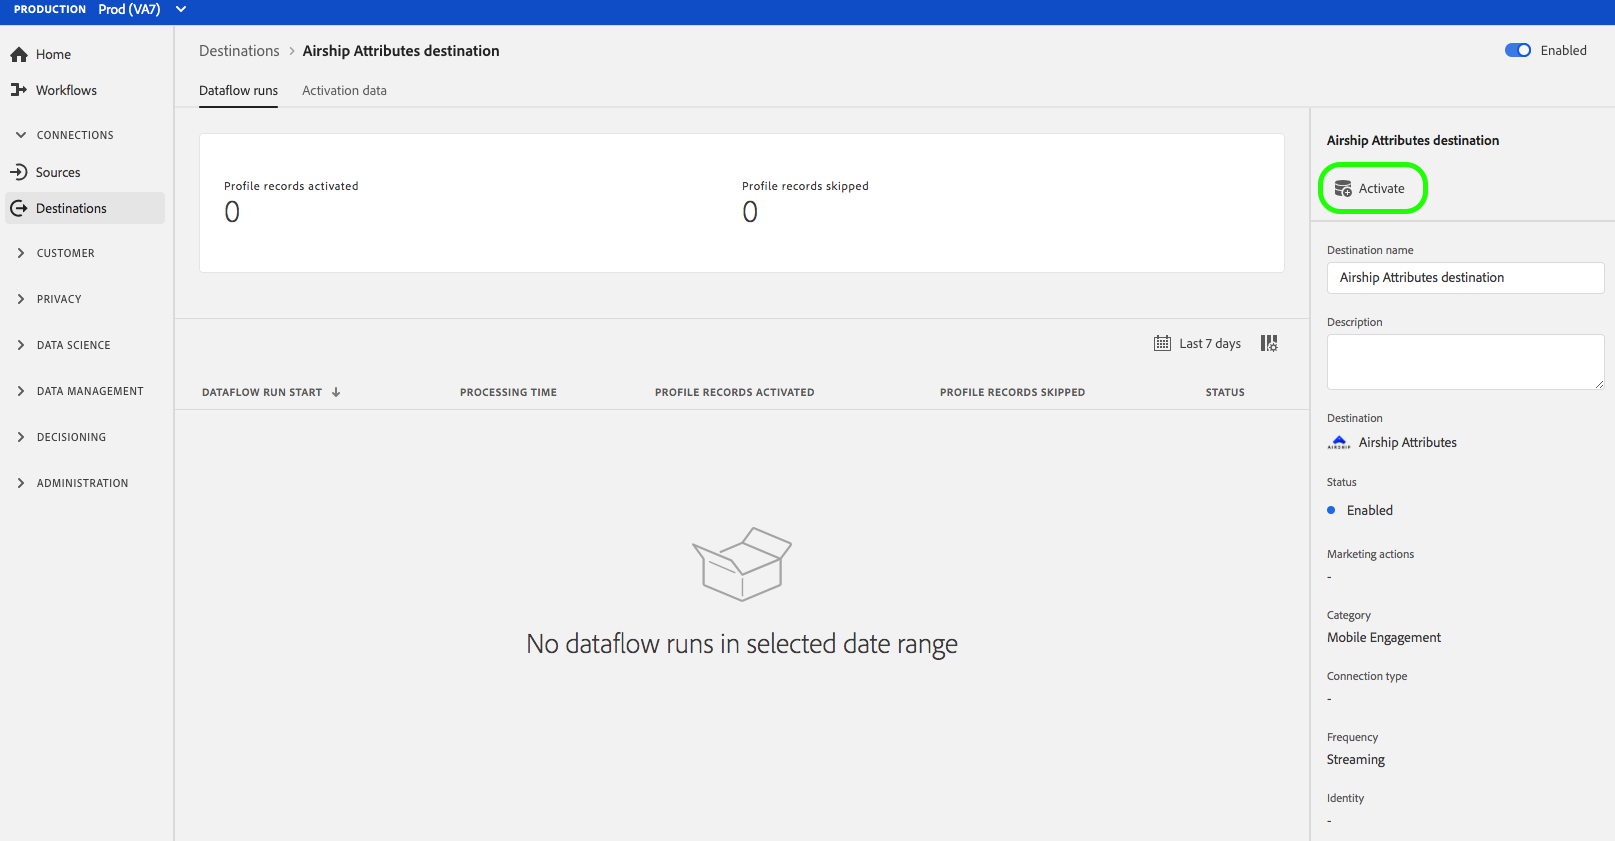 PRODUCTION Prod (VA7)
Home
Workflows
CONNECTIONS
Sources
Destinations
CUSTOMER
PRIVACY
DATA SCIENCE
DATA MANAGEMENT
DECISIONING
ADMINISTRATION
Destinations > Airship Attributes destination
Enabled
Dataflow runs Activation data
Profile records activated
0
Profile records skipped
0
Last 7 days
DATAFLOW RUN START ↓ PROCESSING TIME PROFILE RECORDS ACTIVATED PROFILE RECORDS SKIPPED STATUS
No dataflow runs in selected date range
Airship Attributes destination
Activate
Destination name
Airship Attributes destination
Description
Destination
AIRSHIP Airship Attributes
Status
Enabled
Marketing actions
-
Category
Mobile Engagement
Connection type
-
Frequency
Streaming
Identity
-